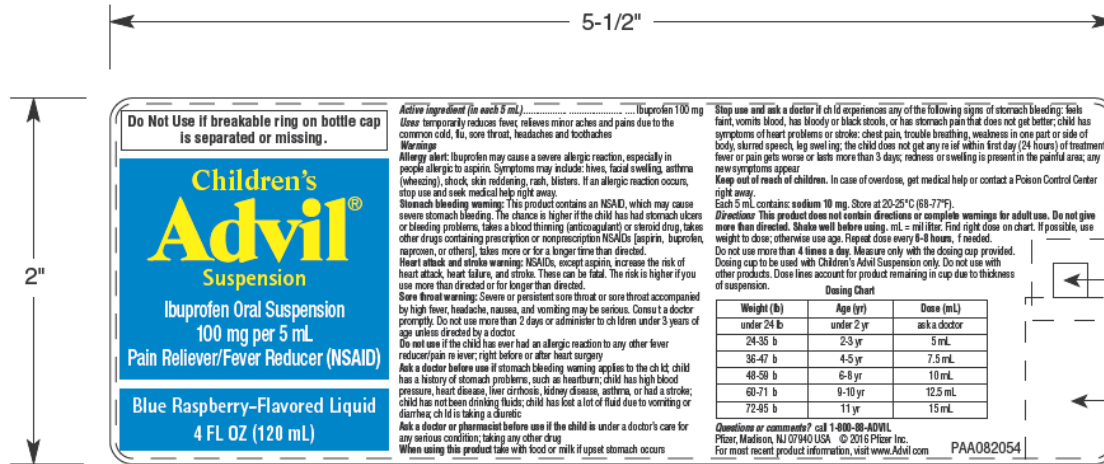 5-1/2"
2"
Do Not Use if breakable ring on bottle cap
is separated or missing.
Children's
Advil®
Suspension
Ibuprofen Oral Suspension
100 mg per 5 mL
Pain Reliever/Fever Reducer (NSAID)
Blue Raspberry-Flavored Liquid
4 FL OZ (120 mL)
Active ingredient (in each 5 mL)..................... ..................... ....Ibuprofen 100 mg
Uses temporarily reduces fever, relieves minor aches and pains due to the
common cold, flu, sore throat, headaches and toothaches
Warnings
Allergy alert: Ibuprofen may cause a severe allergic reaction, especially in
people allergic to aspirin. Symptoms may include: hives, facial swelling, asthma
(wheezing), shock, skin reddening, rash, blisters. If an allergic reaction occurs,
stop use and seek medical help right away.
Stomach bleeding warning: This product contains an NSAID, which may cause
severe stomach bleeding. The chance is higher if the child has had stomach ulcers
or bleeding problems, takes a blood thinning (anticoagulant) or steroid drug, takes
other drugs containing prescription or nonprescription NSAIDs [aspirin, buprofen,
naproxen, or others], takes more or for a longer time than directed.
Heart attack and stroke warning: NSAIDs, except aspirin, increase the risk of
heart attack, heart failure, and stroke. These can be fatal. The risk is higher if you
use more than directed or for longer than directed.
Sore throat warning: Severe or persistent sore throat or sore throat accompanied
by high fever, headache, nausea, and vomiting may be serious. Consu t a doctor
promptly. Do not use more than 2 days or administer to ch ldren under 3 years of
age unless directed by a doctor.
Do not use if the child has ever had an allergic reaction to any other fever
reducer/pain re iever; right before or after heart surgery
Ask a doctor before use if stomach bleeding warning applies to the ch ld; child
has a history of stomach problems, such as heartburn; child has high blood
pressure, heart disease, liver cirrhosis, kidney disease, asthma, or had a stroke;
child has not been drinking fluids; child has lost a lot of fluid due to vomiting or
diarrhea; ch ld is taking a diuretic
Ask a doctor or pharmacist before use if the child is under a doctor's care for
any serious condition; taking any other drug
When using this product take with food or milk if upset stomach occurs
Stop use and ask a doctor if ch ld experiences any of the following signs of stomach bleeding: feels
faint, vomits blood, has bloody or black stools, or has stomach pain that does not get better; child has
symptoms of heart problems or stroke: chest pain, trouble breathing, weakness in one part or side of
body, slurred speech, leg swel ing; the child does not get any re ief within first day (24 hours) of treatment
fever or pain gets worse or lasts more than 3 days; redness or swelling is present in the painful area; any
new symptoms appear
Keep out of reach of children. In case of overdose, get medical help or contact a Poison Control Center
right away.
Each 5 mL contains: sodium 10 mg. Store at 20-25°C (68-77°F).
Directions This product does not contain directions or complete warnings for adult use. Do not give
more than directed. Shake well before using. mL = mil iliter. Find right dose on chart. If possible, use
weight to dose; otherwise use age. Repeat dose every 6-8 hours, f needed.
Do not use more than 4 times a day. Measure only with the dosing cup provided.
Dosing cup to be used with Children's Advil Suspension only. Do not use with
other products. Dose lines account for product remaining in cup due to thickness
of suspension.
Dosing Chart
Weight (lb) Age (yr) Dose (mL)
under 24 lb under 2 yr ask a doctor
24-35 b 2-3 yr 5 mL
36-47 b 4-5 yr 7.5 mL
48-59 b 6-8 yr 10 mL
60-71 b 9-10 yr 12.5 mL
72-95 b 11 yr 15 mL
Questions or comments? call 1-800-88-ADVIL
Pfizer, Madison, NJ 07940 USA © 2016 Pfizer Inc.
For most recent product information, visit www.Advil com
PAA082054